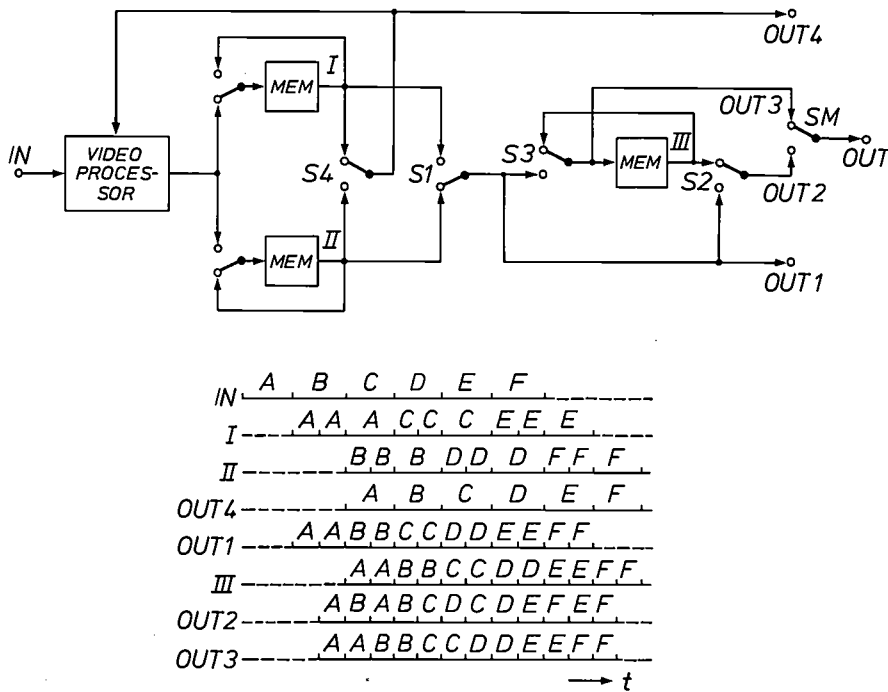 OUT4
I
MEM
OUT3
SM
IN
VIDEO
PROCES-
SOR
S4
S1
S3
MEM
III
S2
OUT
OUT2
II
MEM
OUT1
IN A B C D E F
I A A A C C C E E E
II B B B D D D F F F
OUT4 A B C D E F
OUT1 A A B B C C D D E E F F
III A A B B C C D D E E F F
OUT2 A B A B C D C D E F E F
OUT3 A A B B C C D D E E F F
t